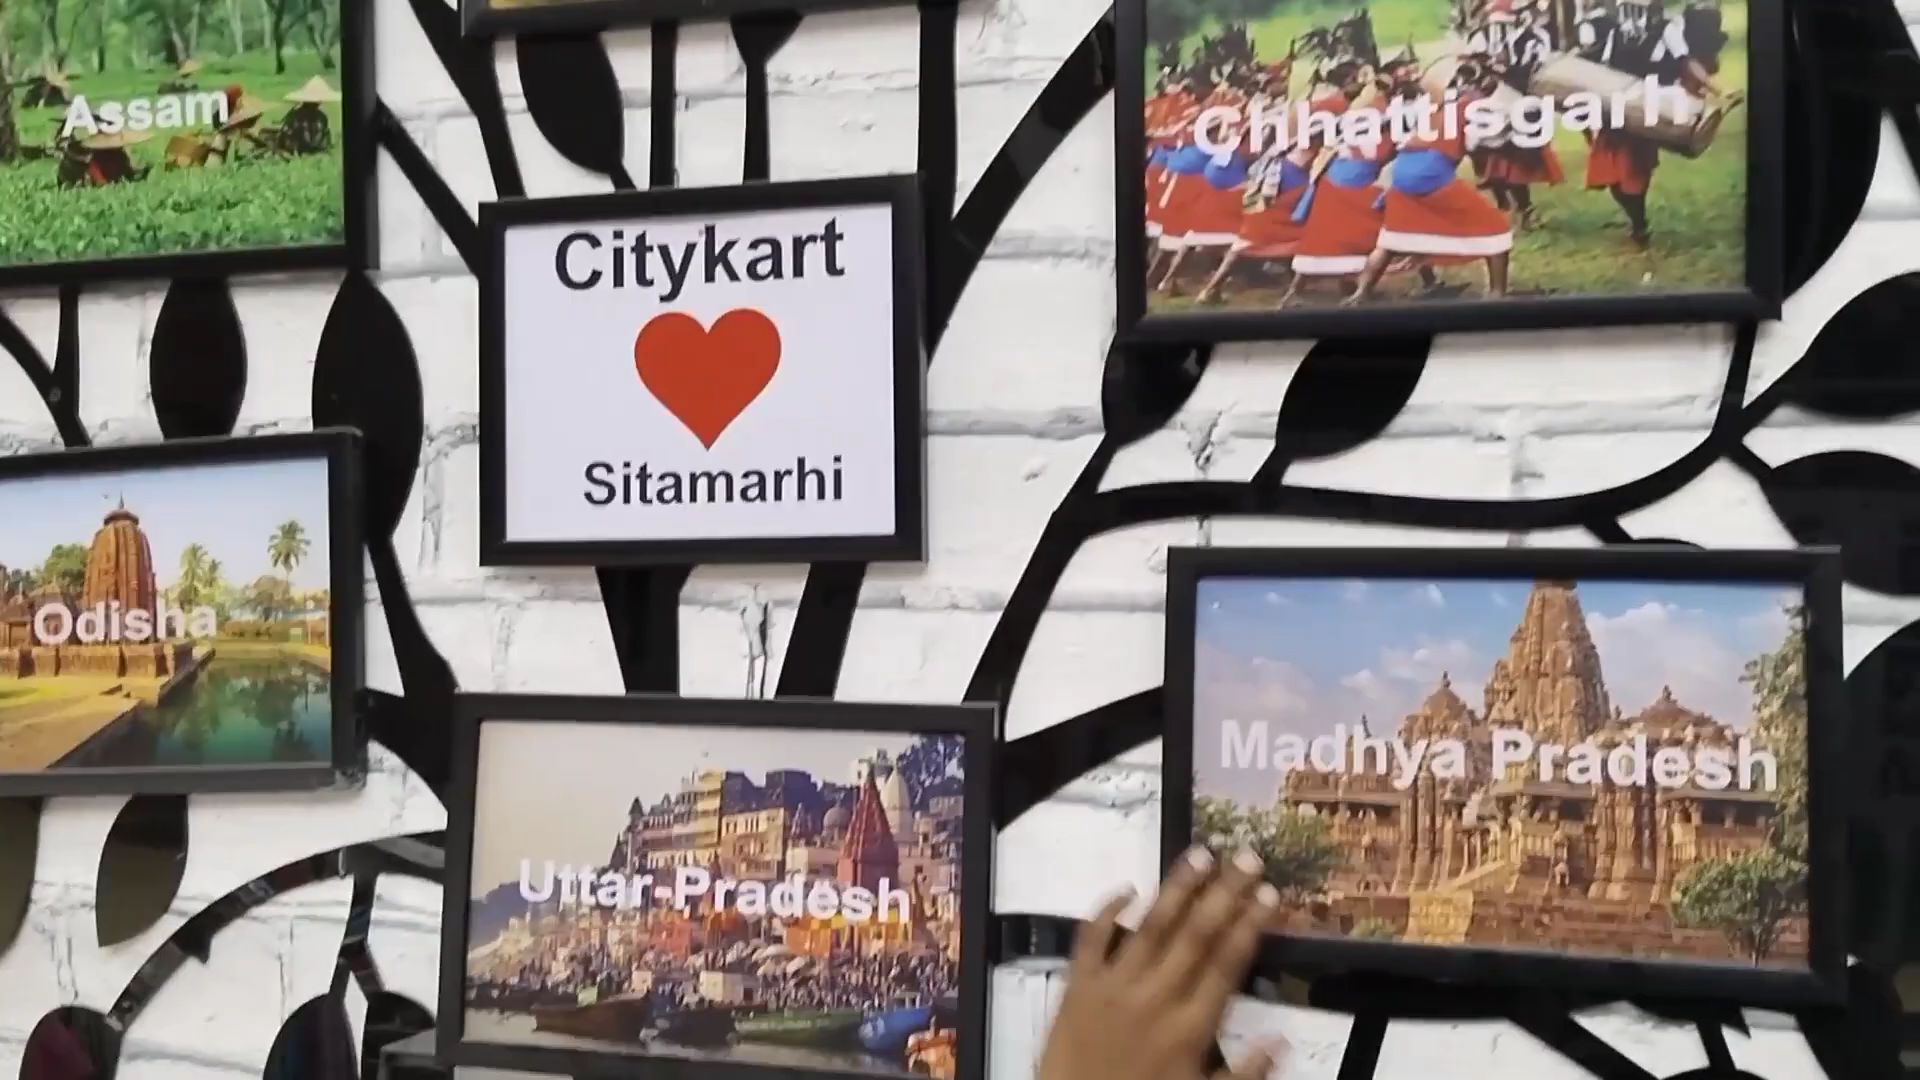 Assam
Chhattisgarh
Citykart
Sitamarhi
Odisha
Madhya Pradesh
Uttar-Pradesh